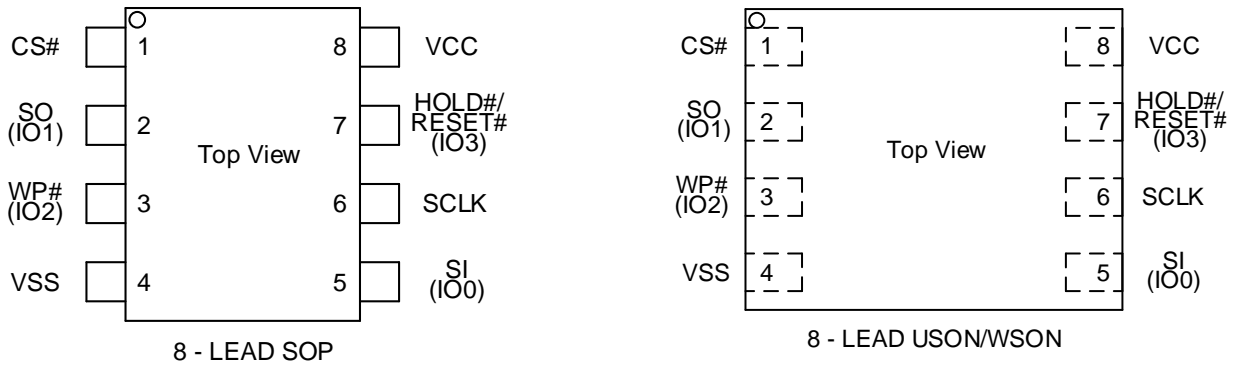 CS#
1
8
VCC
SO
(IO1)
2
7
HOLD#/
RESET#
(IO3)
Top View
WP#
(IO2)
3
6
SCLK
VSS
4
5
SI
(IO0)
8 - LEAD SOP
CS#
1
8
VCC
SO
(IO1)
2
7
HOLD#/
RESET#
(IO3)
Top View
WP#
(IO2)
3
6
SCLK
VSS
4
5
SI
(IO0)
8 - LEAD USON/WSON